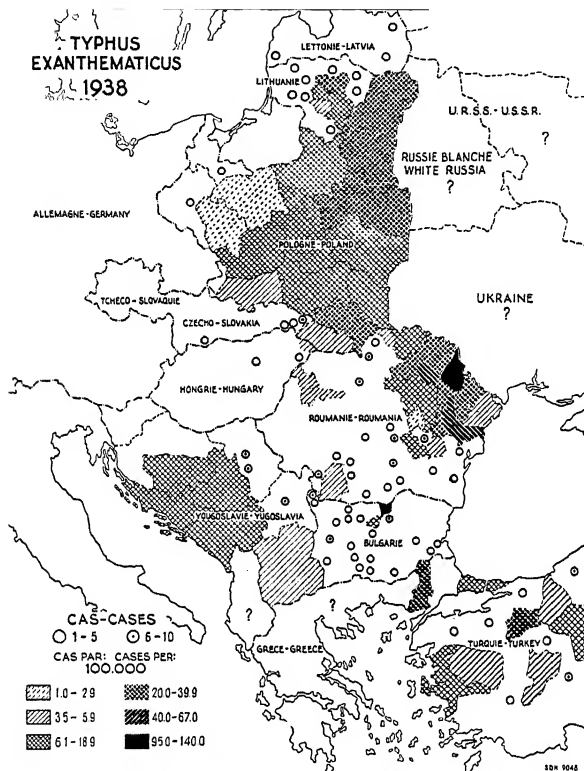 TYPHUS
EXANTHEMATICUS
1938
LETTONIE-LATVIA
LITHUANIE
U.R.S.S.-U.S.S.R.
?
RUSSIE BLANCHE
WHITE RUSSIA
?
ALLEMAGNE-GERMANY
POLOGNE-POLAND
TCHECO-SLOVAQUIE
CZECHO-SLOVAKIA
UKRAINE
?
HONGRIE-HUNGARY
ROUMANIE-ROUMANIA
YOUGOSLAVIE-YUGOSLAVIA
BULGARIE
?
?
GRECE-GREECE
TURQUIE-TURKEY
CAS-CASES
1-5 6-10
CAS PAR: CASES PER:
100.000
1.0-2.9 20.0-39.9
3.5-5.9 40.0-67.0
6.1-18.9 95.0-140.0
SDN 9048